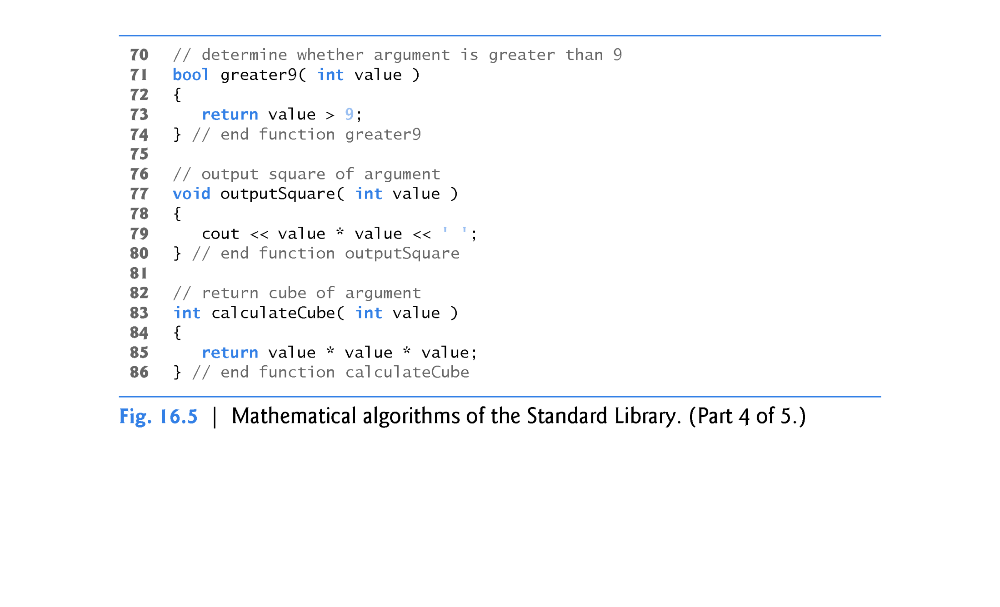 70 // determine whether argument is greater than 9
71 bool greater9( int value )
72 {
73    return value > 9;
74 } // end function greater9
75
76 // output square of argument
77 void outputSquare( int value )
78 {
79    cout << value * value << ' ';
80 } // end function outputSquare
81
82 // return cube of argument
83 int calculateCube( int value )
84 {
85    return value * value * value;
86 } // end function calculateCube
Fig. 16.5 | Mathematical algorithms of the Standard Library. (Part 4 of 5.)